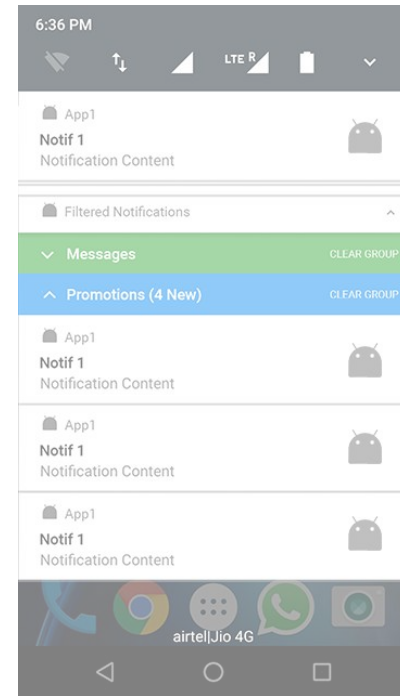 6:36 PM
LTE R
App1
Notif 1
Notification Content
Filtered Notifications
Messages CLEAR GROUP
Promotions (4 New) CLEAR GROUP
App1
Notif 1
Notification Content
App1
Notif 1
Notification Content
App1
Notif 1
Notification Content
airtel|Jio 4G